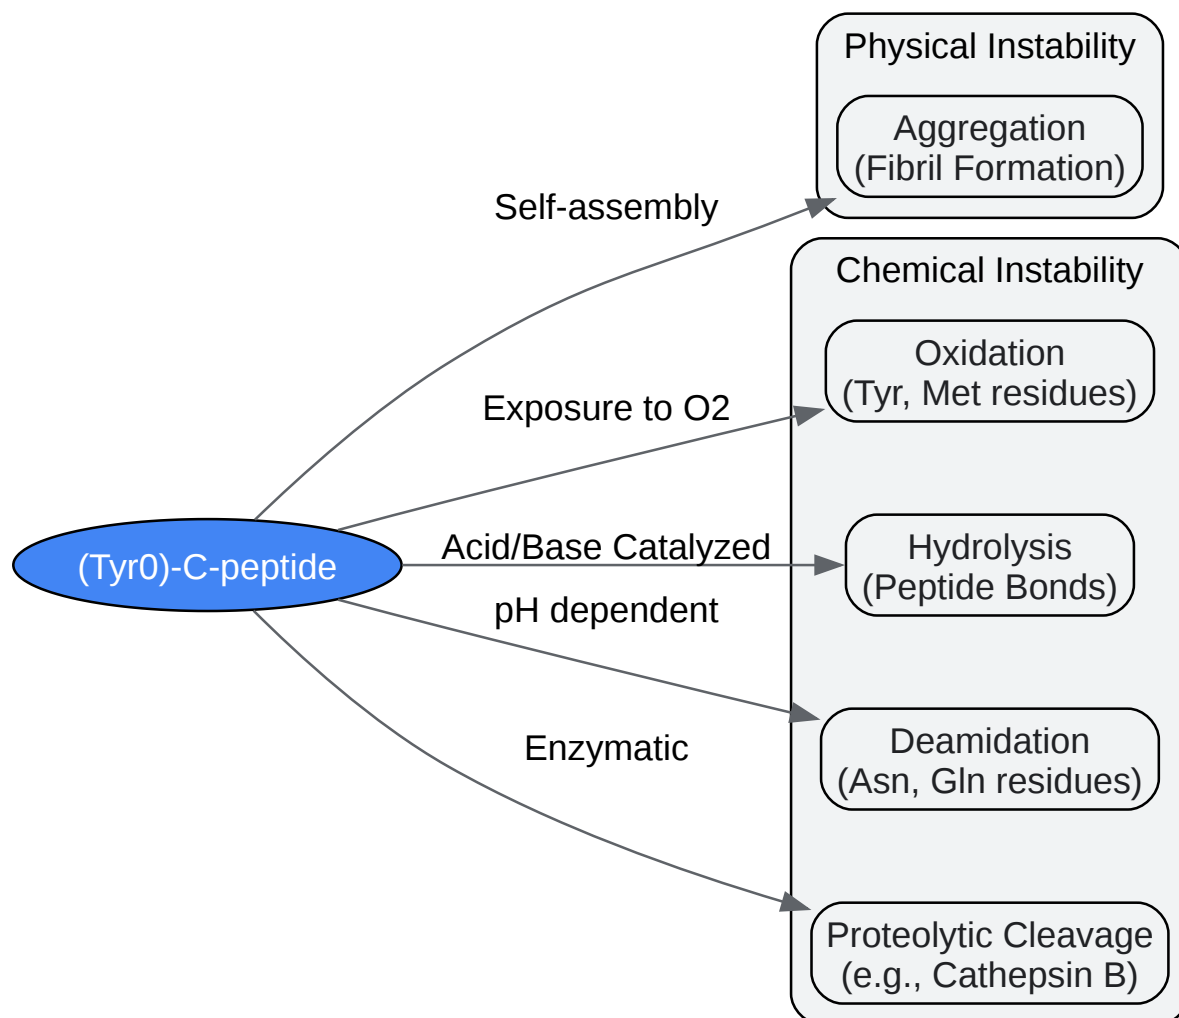 Physical Instability
Aggregation
(Fibril Formation)
Self-assembly
Chemical Instability
Oxidation
(Tyr, Met residues)
Exposure to O2
(Tyr0)-C-peptide
Acid/Base Catalyzed
Hydrolysis
(Peptide Bonds)
pH dependent
Deamidation
(Asn, Gln residues)
Enzymatic
Proteolytic Cleavage
(e.g., Cathepsin B)